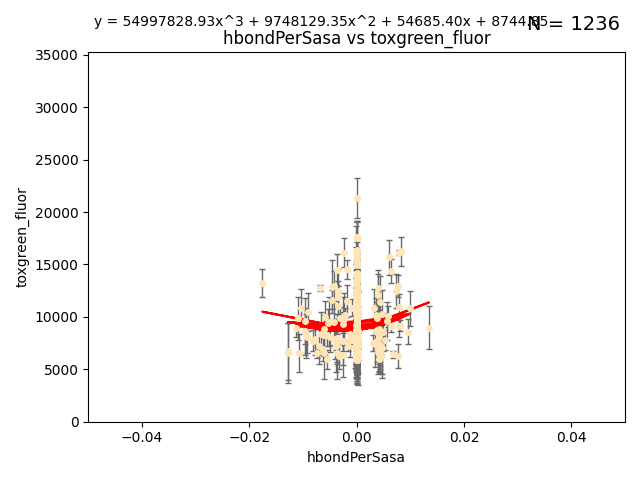 y = 54997828.93x^3 + 9748129.35x^2 + 54685.40x + 8744.85
N = 1236
hbondPerSasa vs toxgreen_fluor
35000
30000
25000
20000
15000
10000
5000
0
toxgreen_fluor
−0.04
−0.02
0.00
0.02
0.04
hbondPerSasa